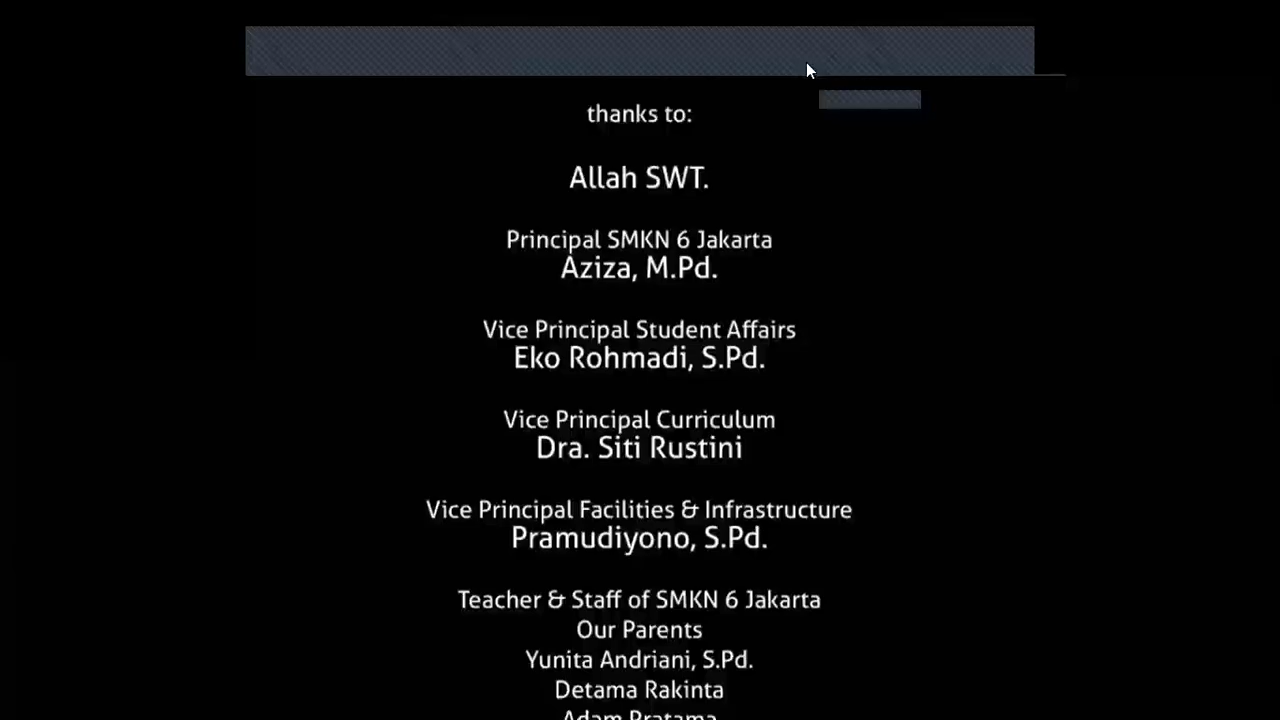 thanks to:
Allah SWT.
Principal SMKN 6 Jakarta
Aziza, M.Pd.
Vice Principal Student Affairs
Eko Rohmadi, S.Pd.
Vice Principal Curriculum
Dra. Siti Rustini
Vice Principal Facilities & Infrastructure
Pramudiyono, S.Pd.
Teacher & Staff of SMKN 6 Jakarta
Our Parents
Yunita Andriani, S.Pd.
Detama Rakinta
Adam Pratama